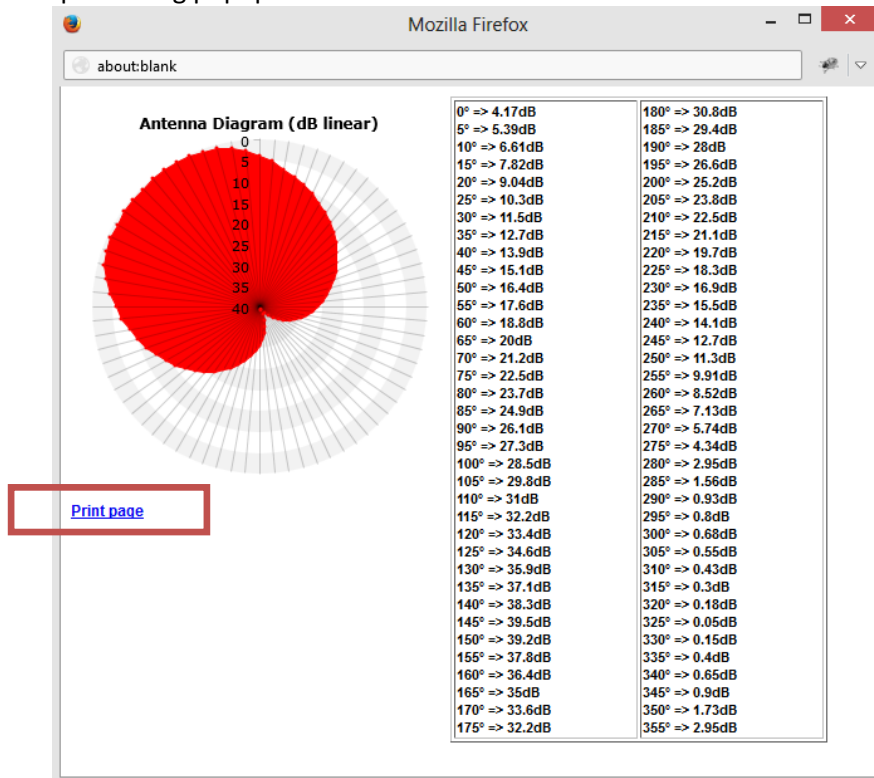 Mozilla Firefox
about:blank
Antenna Diagram (dB linear)
0
5
10
15
20
25
30
35
40
Print page
0° => 4.17dB
5° => 5.39dB
10° => 6.61dB
15° => 7.82dB
20° => 9.04dB
25° => 10.3dB
30° => 11.5dB
35° => 12.7dB
40° => 13.9dB
45° => 15.1dB
50° => 16.4dB
55° => 17.6dB
60° => 18.8dB
65° => 20dB
70° => 21.2dB
75° => 22.5dB
80° => 23.7dB
85° => 24.9dB
90° => 26.1dB
95° => 27.3dB
100° => 28.5dB
105° => 29.8dB
110° => 31dB
115° => 32.2dB
120° => 33.4dB
125° => 34.6dB
130° => 35.9dB
135° => 37.1dB
140° => 38.3dB
145° => 39.5dB
150° => 39.2dB
155° => 37.8dB
160° => 36.4dB
165° => 35dB
170° => 33.6dB
175° => 32.2dB
180° => 30.8dB
185° => 29.4dB
190° => 28dB
195° => 26.6dB
200° => 25.2dB
205° => 23.8dB
210° => 22.5dB
215° => 21.1dB
220° => 19.7dB
225° => 18.3dB
230° => 16.9dB
235° => 15.5dB
240° => 14.1dB
245° => 12.7dB
250° => 11.3dB
255° => 9.91dB
260° => 8.52dB
265° => 7.13dB
270° => 5.74dB
275° => 4.34dB
280° => 2.95dB
285° => 1.56dB
290° => 0.93dB
295° => 0.8dB
300° => 0.68dB
305° => 0.55dB
310° => 0.43dB
315° => 0.3dB
320° => 0.18dB
325° => 0.05dB
330° => 0.15dB
335° => 0.4dB
340° => 0.65dB
345° => 0.9dB
350° => 1.73dB
355° => 2.95dB